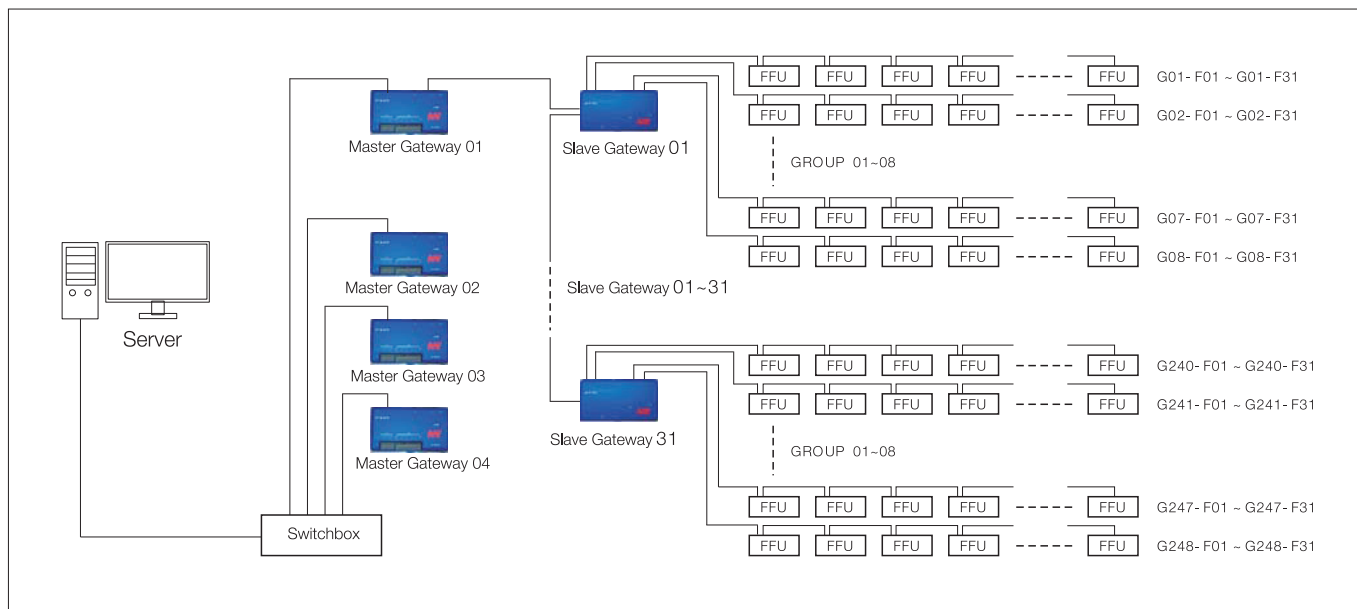 FFU FFU FFU FFU FFU G01-F01 ~ G01-F31
FFU FFU FFU FFU FFU G02-F01 ~ G02-F31
Master Gateway 01
Slave Gateway 01
GROUP 01~08
FFU FFU FFU FFU FFU G07-F01 ~ G07-F31
FFU FFU FFU FFU FFU G08-F01 ~ G08-F31
Master Gateway 02
Slave Gateway 01~31
Server
Master Gateway 03
FFU FFU FFU FFU FFU G240-F01 ~ G240-F31
FFU FFU FFU FFU FFU G241-F01 ~ G241-F31
Slave Gateway 31
GROUP 01~08
Master Gateway 04
FFU FFU FFU FFU FFU G247-F01 ~ G247-F31
Switchbox
FFU FFU FFU FFU FFU G248-F01 ~ G248-F31